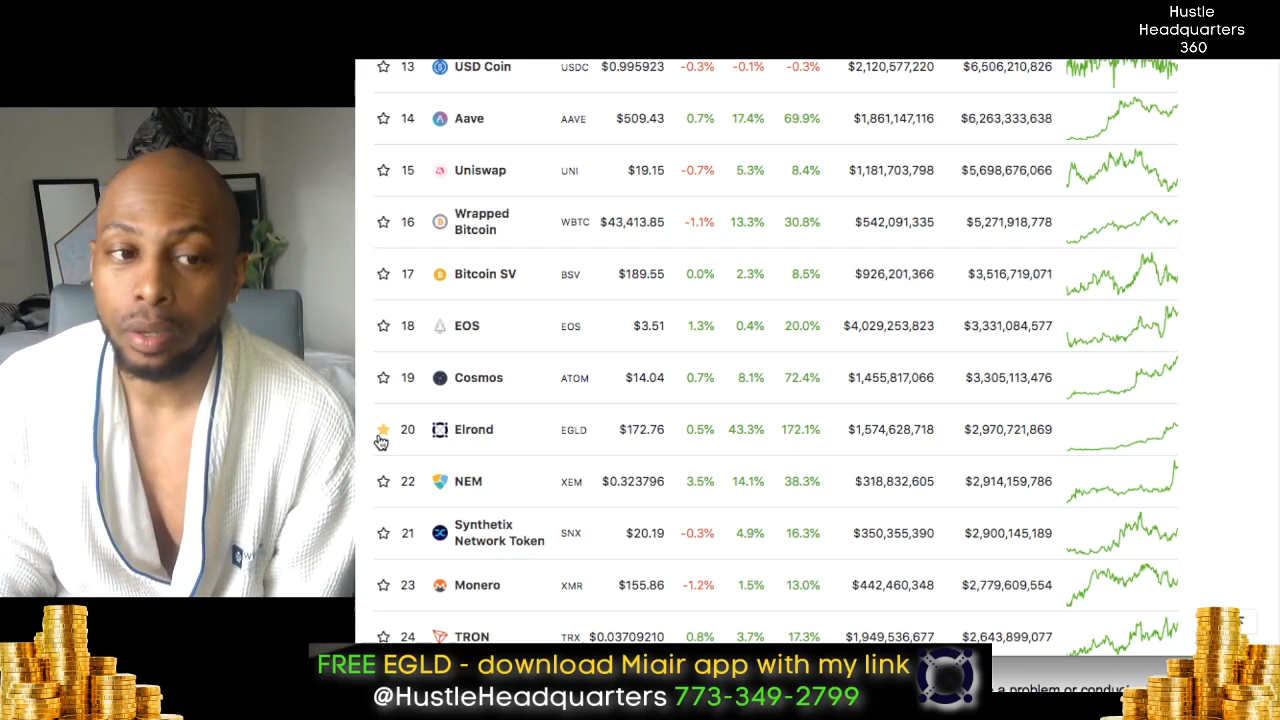 Hustle
Headquarters
360
13 USD Coin USDC $0.995923 -0.3% -0.1% -0.3% $2,120,577,220 $6,506,210,826
14 Aave AAVE $509.43 0.7% 17.4% 69.9% $1,861,147,116 $6,263,333,638
15 Uniswap UNI $19.15 -0.7% 5.3% 8.4% $1,181,703,798 $5,698,676,066
16 Wrapped Bitcoin WBTC $43,413.85 -1.1% 13.3% 30.8% $542,091,335 $5,271,918,778
17 Bitcoin SV BSV $189.55 0.0% 2.3% 8.5% $926,201,366 $3,516,719,071
18 EOS EOS $3.51 1.3% 0.4% 20.0% $4,029,253,823 $3,331,084,577
19 Cosmos ATOM $14.04 0.7% 8.1% 72.4% $1,455,817,066 $3,305,113,476
20 Elrond EGLD $172.76 0.5% 43.3% 172.1% $1,574,628,718 $2,970,721,869
22 NEM XEM $0.323796 3.5% 14.1% 38.3% $318,832,605 $2,914,159,786
21 Synthetix Network Token SNX $20.19 -0.3% 4.9% 16.3% $350,355,390 $2,900,145,189
23 Monero XMR $155.86 -1.2% 1.5% 13.0% $442,460,348 $2,779,609,554
24 TRON TRX $0.03709210 0.8% 3.7% 17.3% $1,949,536,677 $2,643,899,077
FREE EGLD - download Miair app with my link
@HustleHeadquarters 773-349-2799
a problem or